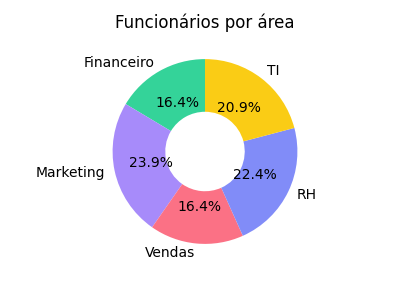 Funcionários por área
Financeiro
TI
16.4%
20.9%
Marketing
23.9%
22.4%
RH
16.4%
Vendas